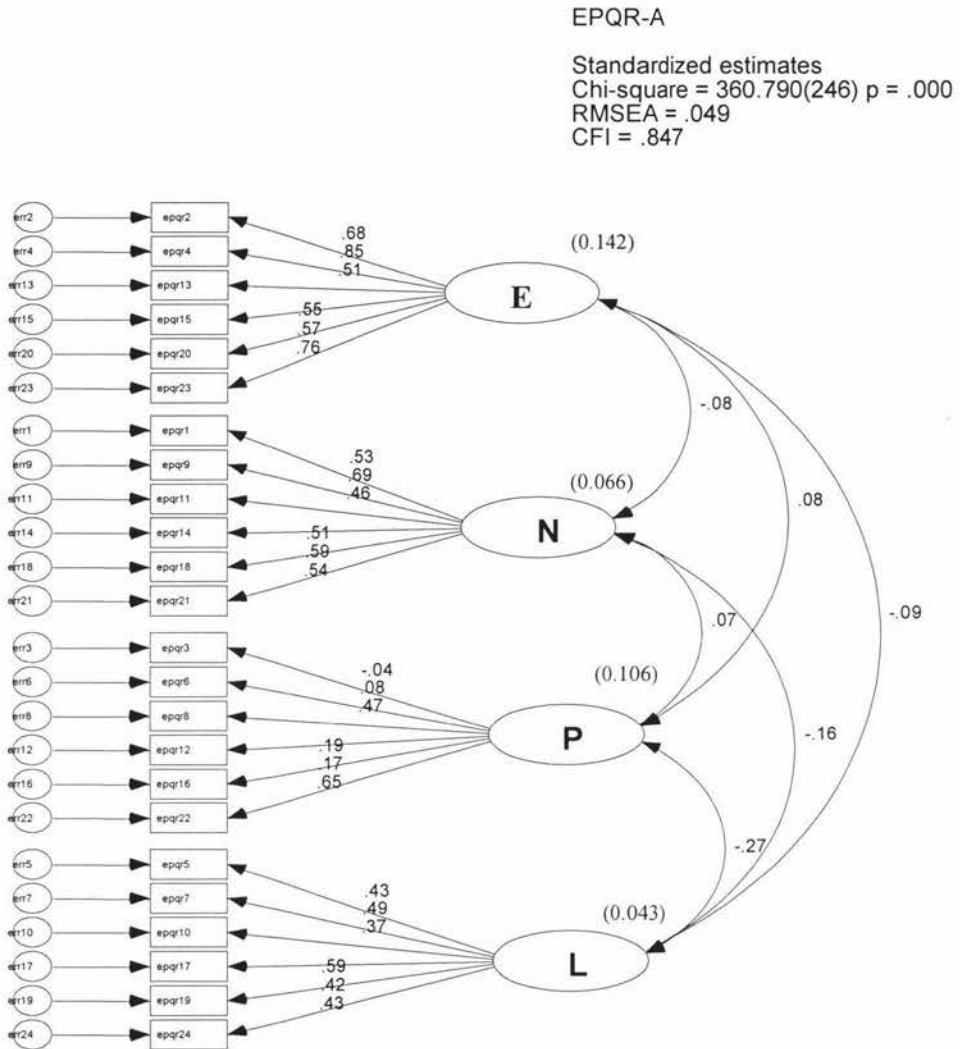 EPQR-A
Standardized estimates
Chi-square = 360.790(246) p = .000
RMSEA = .049
CFI = .847
err2 epqr2
err4 epqr4
err13 epqr13
err15 epqr15
err20 epqr20
err23 epqr23
.68
.85
.51
.55
.57
.76
(0.142)
E
err1 epqr1
err9 epqr9
err11 epqr11
err14 epqr14
err18 epqr18
err21 epqr21
.53
.69
.46
.51
.59
.54
(0.066)
N
err3 epqr3
err6 epqr6
err8 epqr8
err12 epqr12
err16 epqr16
err22 epqr22
-.04
.08
.47
.19
.17
.65
(0.106)
P
err5 epqr5
err7 epqr7
err10 epqr10
err17 epqr17
err19 epqr19
err24 epqr24
.43
.49
.37
.59
.42
.43
(0.043)
L
-.08
.08
-.09
.07
-.16
-.27